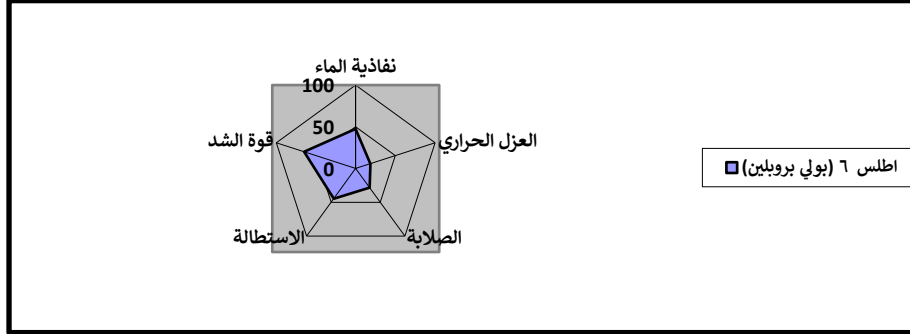 نفاذية الماء
100
العزل الحراري
50
قوة الشد
0
الصلابة
الاستطالة
اطلس ٦ (بولي بروبلين)